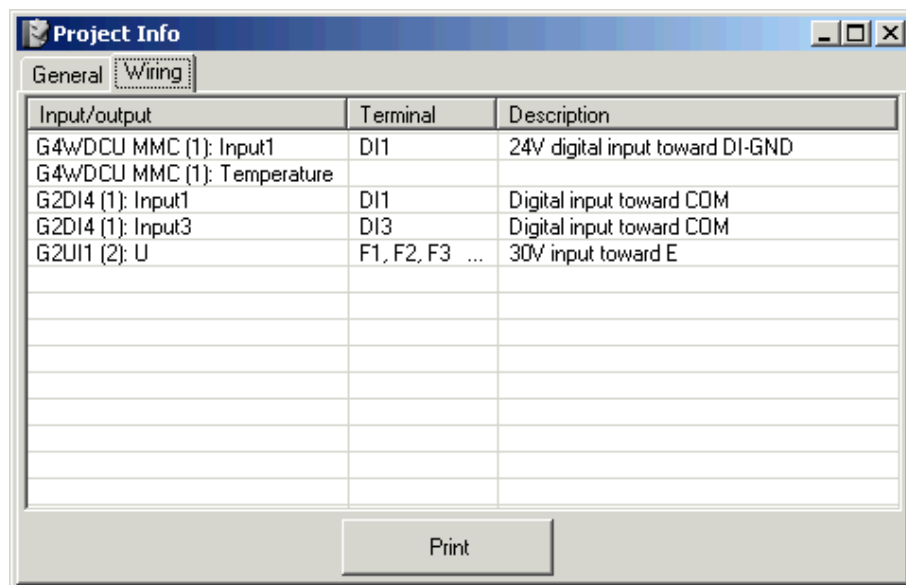 Project Info
General Wiring
Input/output Terminal Description
G4WDCU MMC (1): Input1 DI1 24V digital input toward DI-GND
G4WDCU MMC (1): Temperature
G2DI4 (1): Input1 DI1 Digital input toward COM
G2DI4 (1): Input3 DI3 Digital input toward COM
G2UI1 (2): U F1, F2, F3 ... 30V input toward E
Print